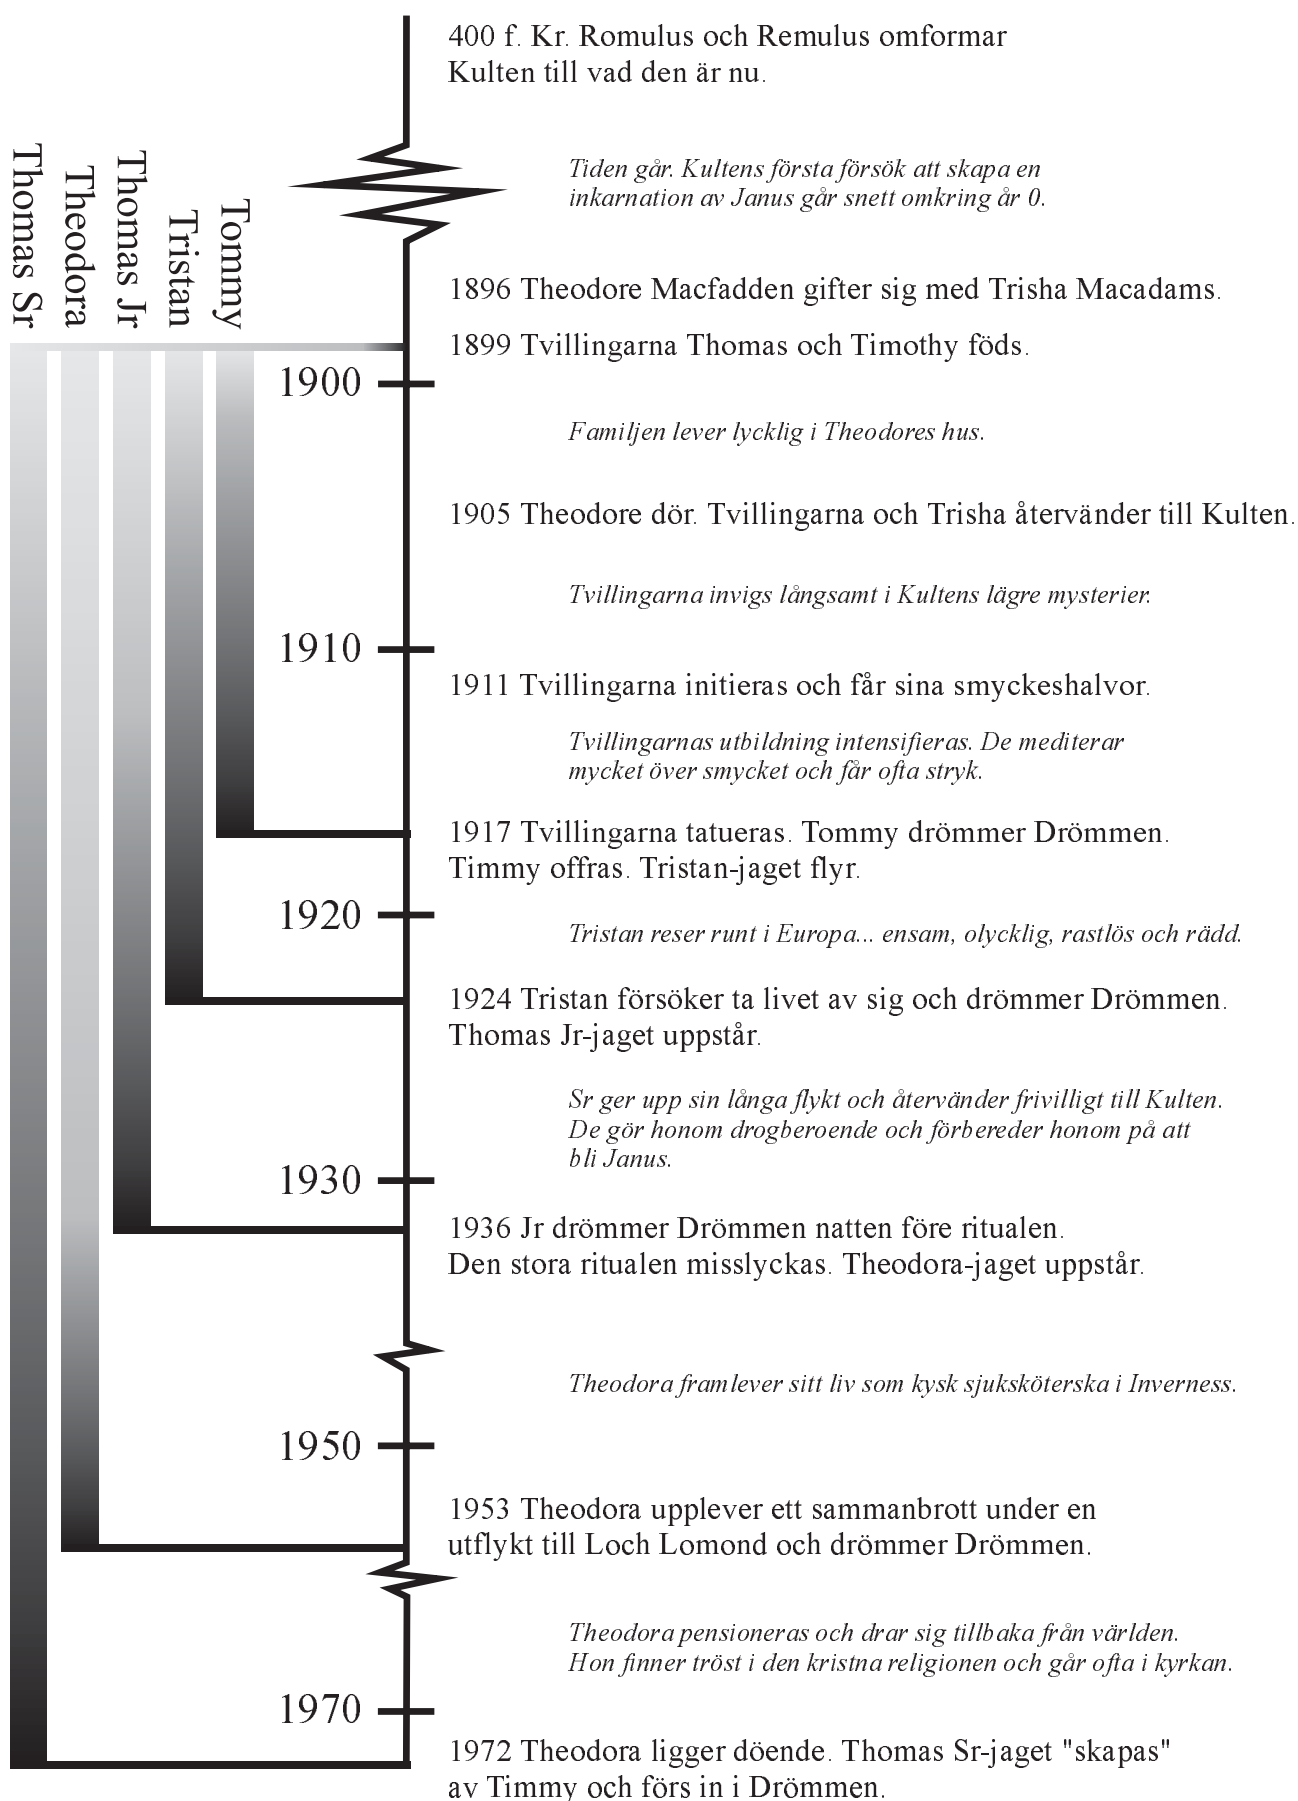 400 f. Kr. Romulus och Remulus omformar
Kulten till vad den är nu.
Tiden går. Kultens första försök att skapa en
inkarnation av Janus går snett omkring år 0.
Thomas Sr
Theodora
Thomas Jr
Tristan
Tommy
1896 Theodore Macfadden gifter sig med Trisha Macadams.
1899 Tvillingarna Thomas och Timothy föds.
1900
Familjen lever lycklig i Theodores hus.
1905 Theodore dör. Tvillingarna och Trisha återvänder till Kulten.
Tvillingarna invigs långsamt i Kultens lägre mysterier.
1910
1911 Tvillingarna initieras och får sina smyckeshalvor.
Tvillingarnas utbildning intensifieras. De mediterar
mycket över smycket och får ofta stryk.
1917 Tvillingarna tatueras. Tommy drömmer Drömmen.
Timmy offras. Tristan-jaget flyr.
1920
Tristan reser runt i Europa... ensam, olycklig, rastlös och rädd.
1924 Tristan försöker ta livet av sig och drömmer Drömmen.
Thomas Jr-jaget uppstår.
Sr ger upp sin långa flykt och återvänder frivilligt till Kulten.
De gör honom drogberoende och förbereder honom på att
bli Janus.
1930
1936 Jr drömmer Drömmen natten före ritualen.
Den stora ritualen misslyckas. Theodora-jaget uppstår.
Theodora framlever sitt liv som kysk sjuksköterska i Inverness.
1950
1953 Theodora upplever ett sammanbrott under en
utflykt till Loch Lomond och drömmer Drömmen.
Theodora pensioneras och drar sig tillbaka från världen.
Hon finner tröst i den kristna religionen och går ofta i kyrkan.
1970
1972 Theodora ligger döende. Thomas Sr-jaget "skapas"
av Timmy och förs in i Drömmen.